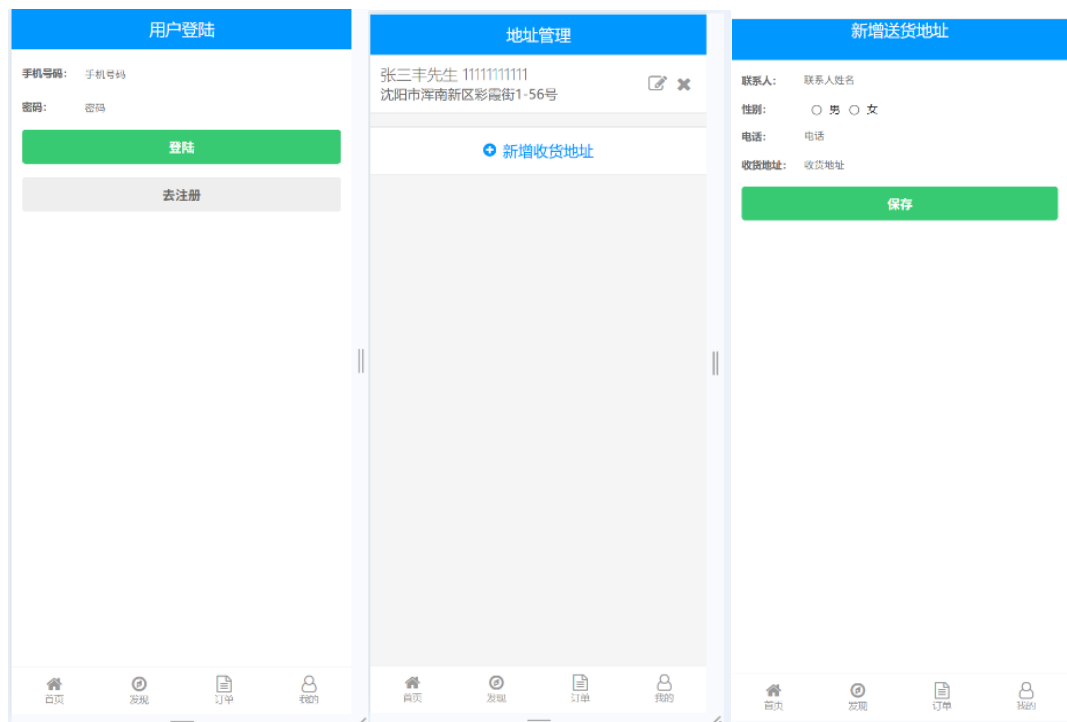 用户登陆
手机号码： 手机号码
密码： 密码
登陆
去注册
首页 发现 订单 我的
地址管理
张三丰先生 11111111111
沈阳市浑南新区彩霞街1-56号
新增收货地址
首页 发现 订单 我的
新增送货地址
联系人： 联系人姓名
性别： 男 女
电话： 电话
收货地址： 收货地址
保存
首页 发现 订单 我的